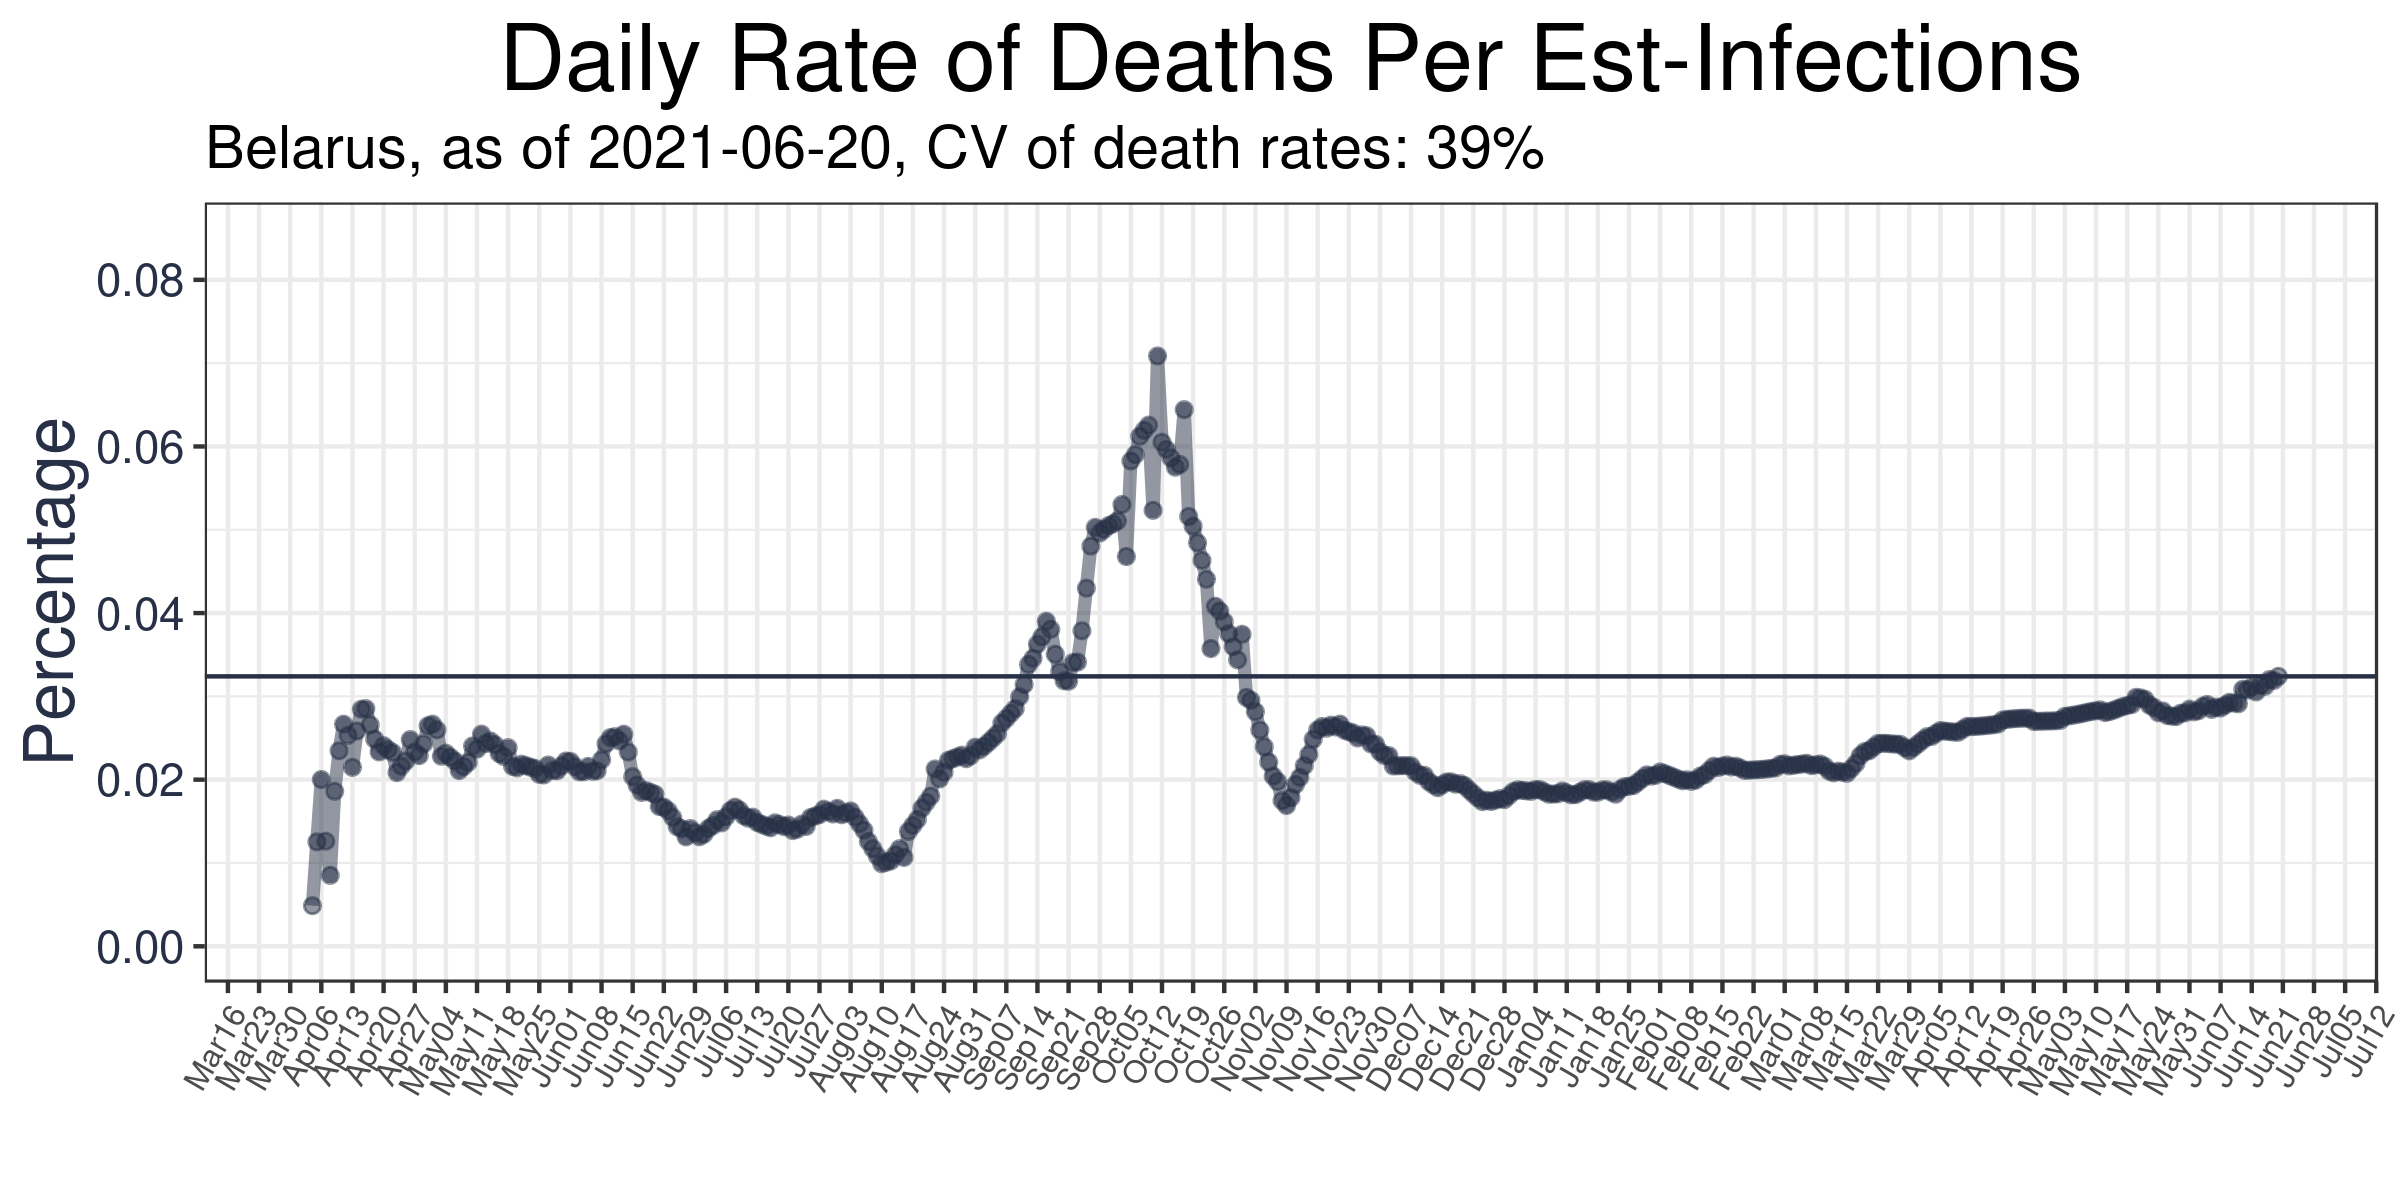 Daily Rate of Deaths Per Est-Infections
Belarus, as of 2021-06-20, CV of death rates: 39%
Percentage
0.08
0.06
0.04
0.02
0.00
Mar16
Mar23
Mar30
Apr06
Apr13
Apr20
Apr27
May04
May11
May18
May25
Jun01
Jun08
Jun15
Jun22
Jun29
Jul06
Jul13
Jul20
Jul27
Aug03
Aug10
Aug17
Aug24
Aug31
Sep07
Sep14
Sep21
Sep28
Oct05
Oct12
Oct19
Oct26
Nov02
Nov09
Nov16
Nov23
Nov30
Dec07
Dec14
Dec21
Dec28
Jan04
Jan11
Jan18
Jan25
Feb01
Feb08
Feb15
Feb22
Mar01
Mar08
Mar15
Mar22
Mar29
Apr05
Apr12
Apr19
Apr26
May03
May10
May17
May24
May31
Jun07
Jun14
Jun21
Jun28
Jul05
Jul12